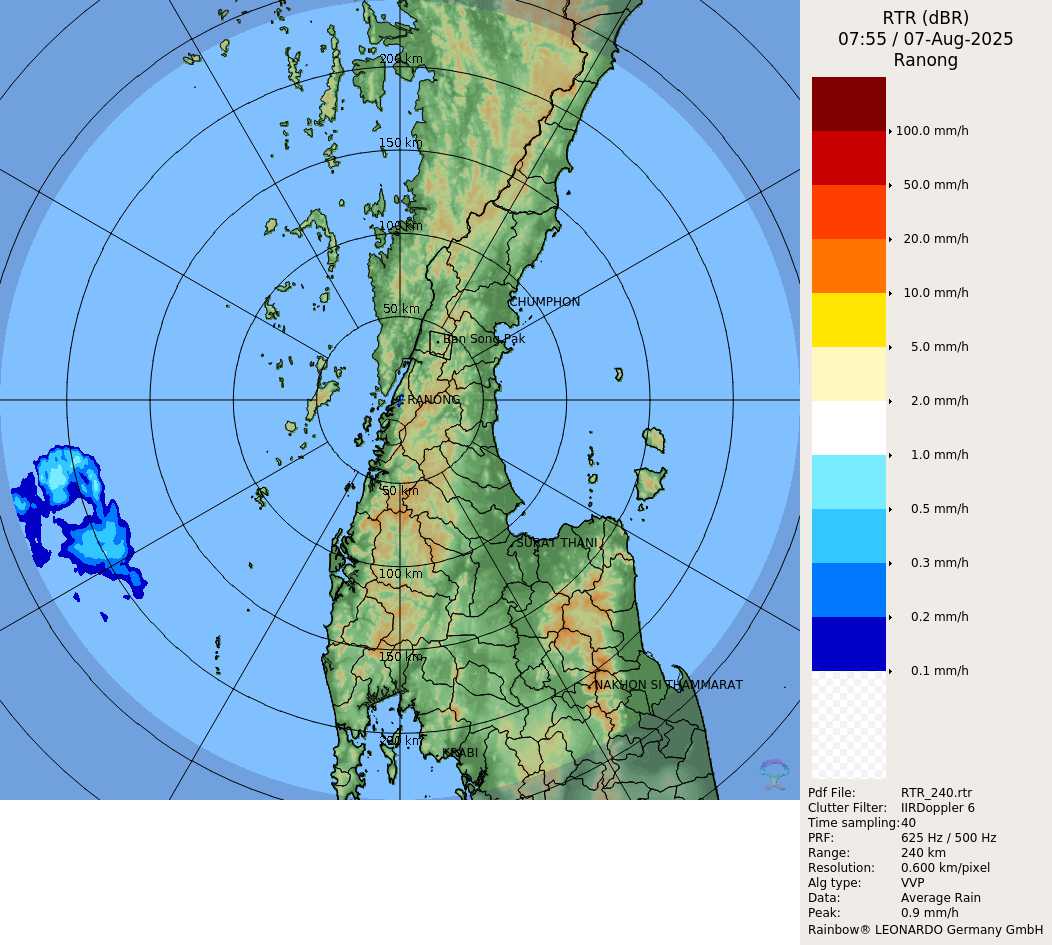 RTR (dBR)
07:55 / 07-Aug-2025
Ranong
200 km
150 km
100 km
50 km
CHUMPHON
Ban Song Pak
RANONG
50 km
SURAT THANI
100 km
150 km
NAKHON SI THAMMARAT
200 km
KRABI
100.0 mm/h
50.0 mm/h
20.0 mm/h
10.0 mm/h
5.0 mm/h
2.0 mm/h
1.0 mm/h
0.5 mm/h
0.3 mm/h
0.2 mm/h
0.1 mm/h
Pdf File: RTR_240.rtr
Clutter Filter: IIRDoppler 6
Time sampling: 40
PRF: 625 Hz / 500 Hz
Range: 240 km
Resolution: 0.600 km/pixel
Alg type: VVP
Data: Average Rain
Peak: 0.9 mm/h
Rainbow® LEONARDO Germany GmbH